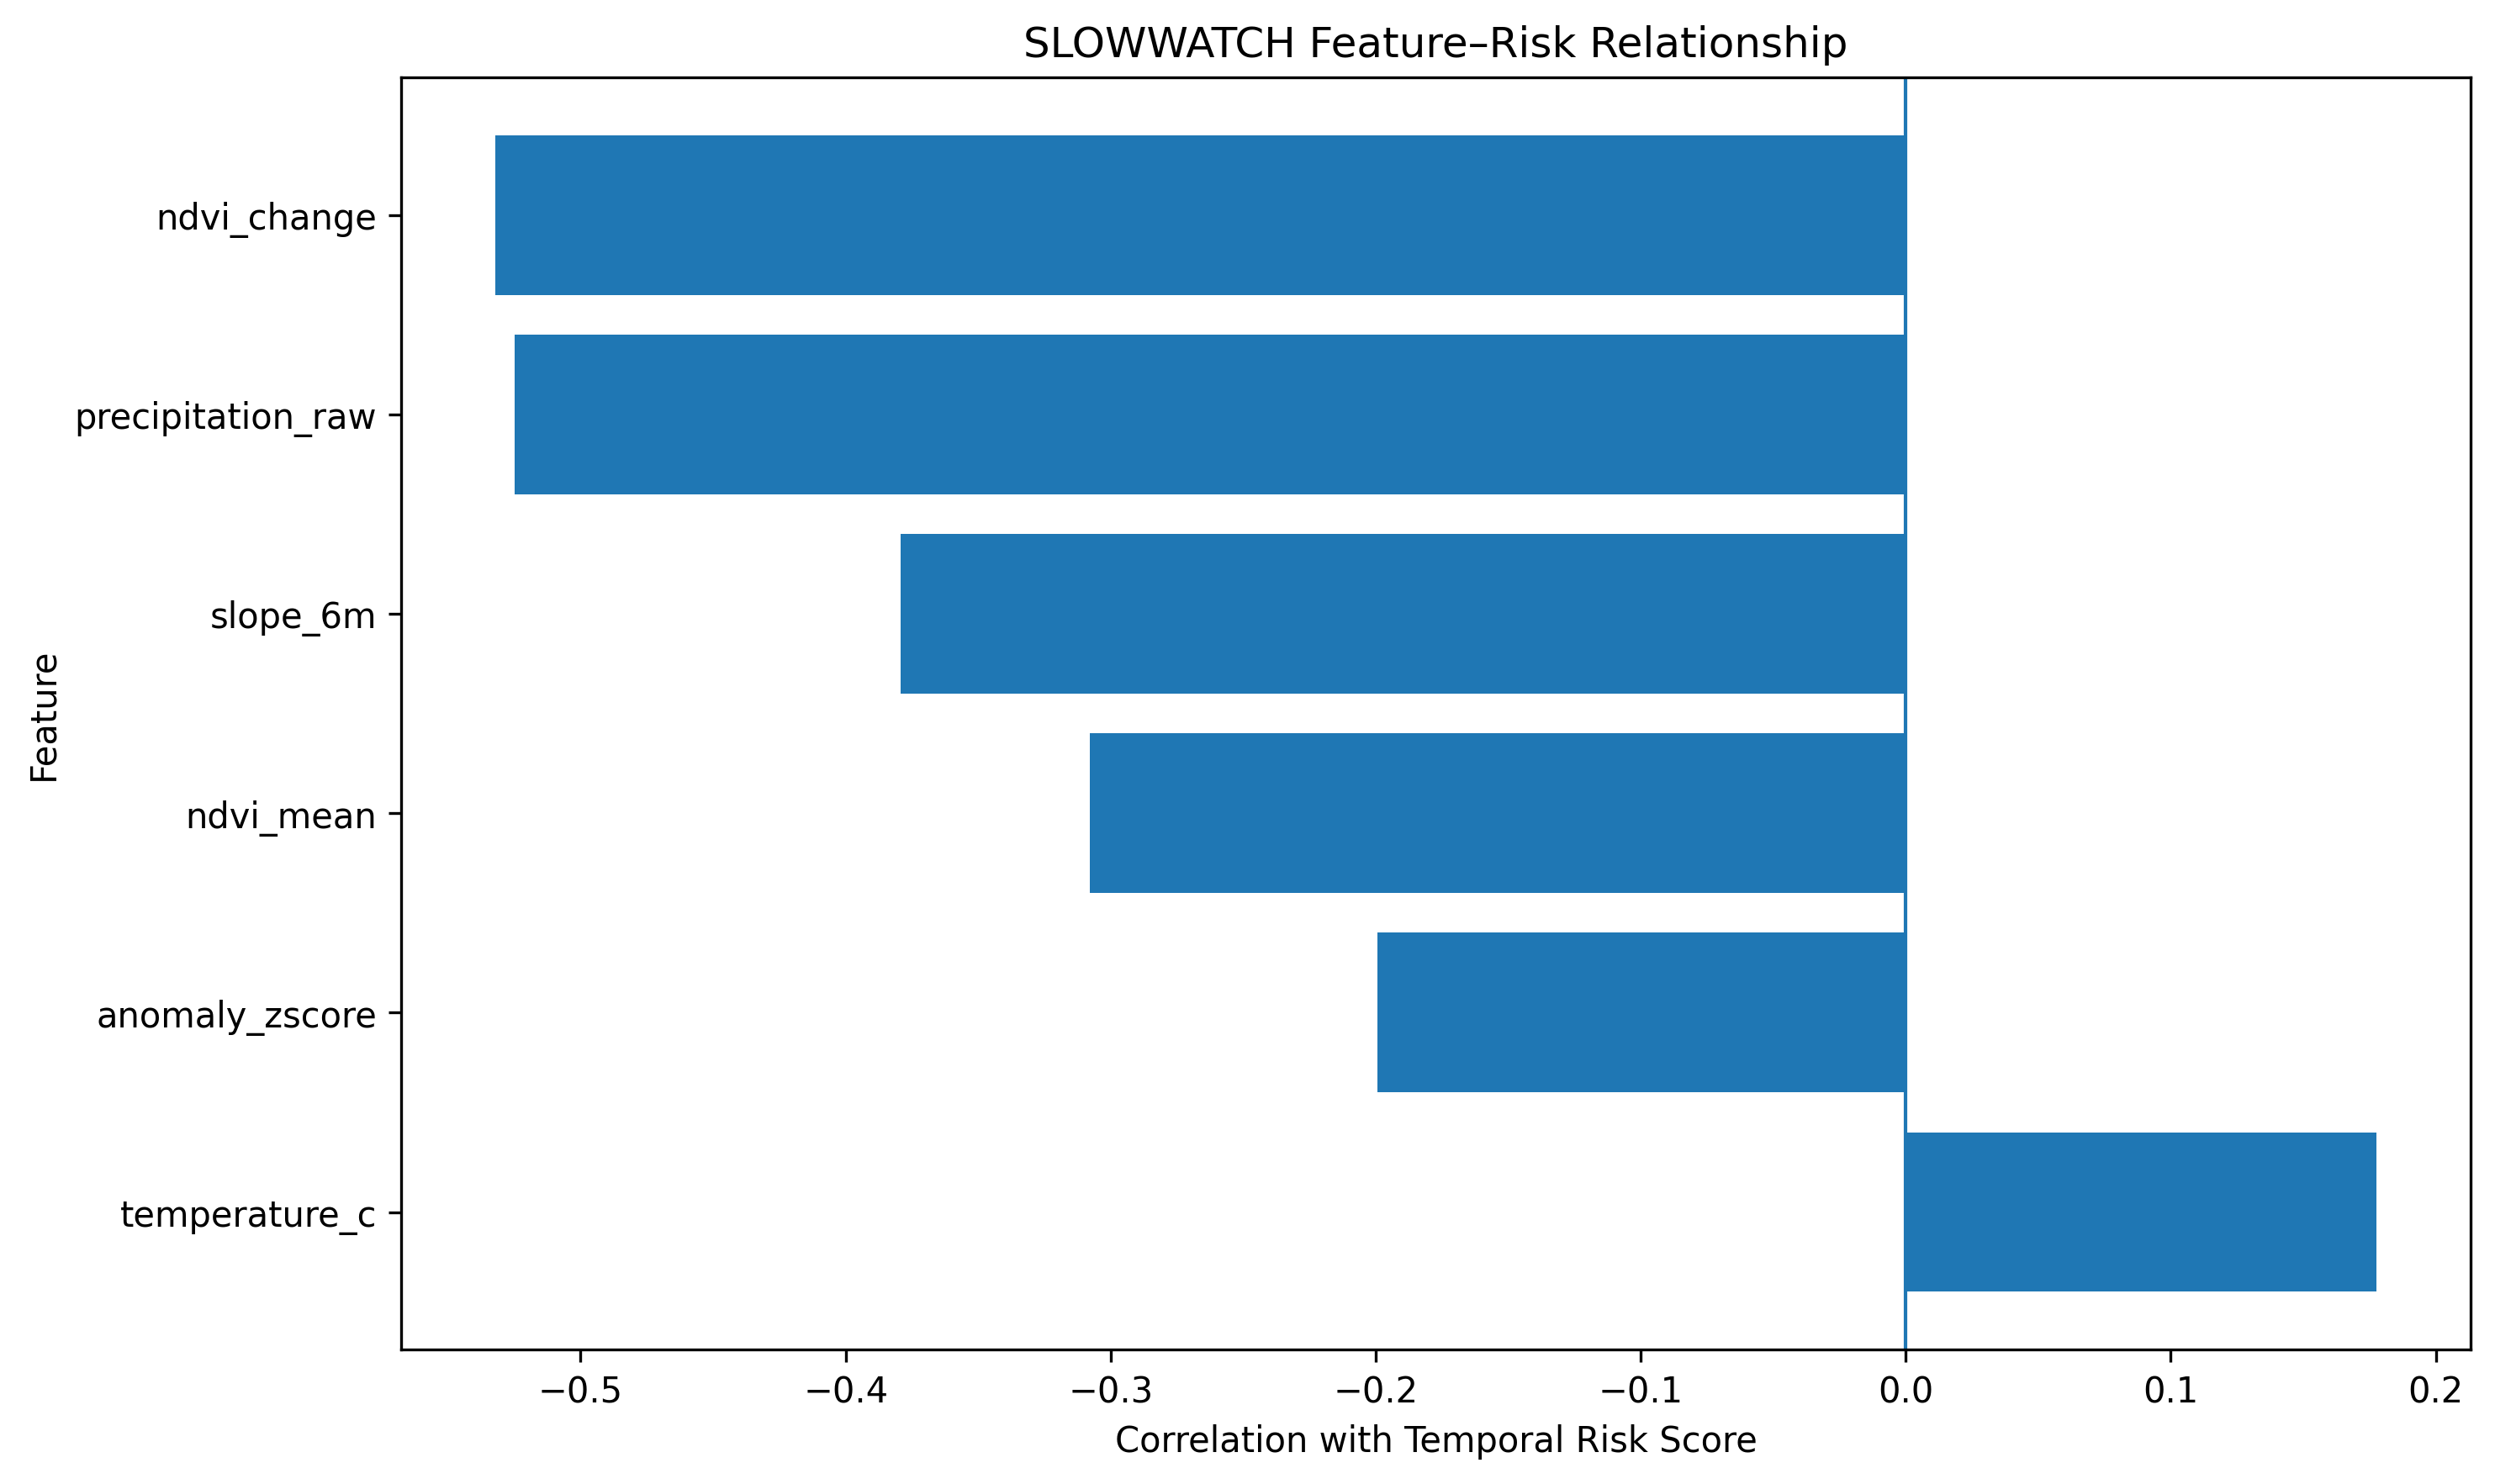 SLOWWATCH Feature–Risk Relationship
Feature
ndvi_change
precipitation_raw
slope_6m
ndvi_mean
anomaly_zscore
temperature_c
−0.5 −0.4 −0.3 −0.2 −0.1 0.0 0.1 0.2
Correlation with Temporal Risk Score